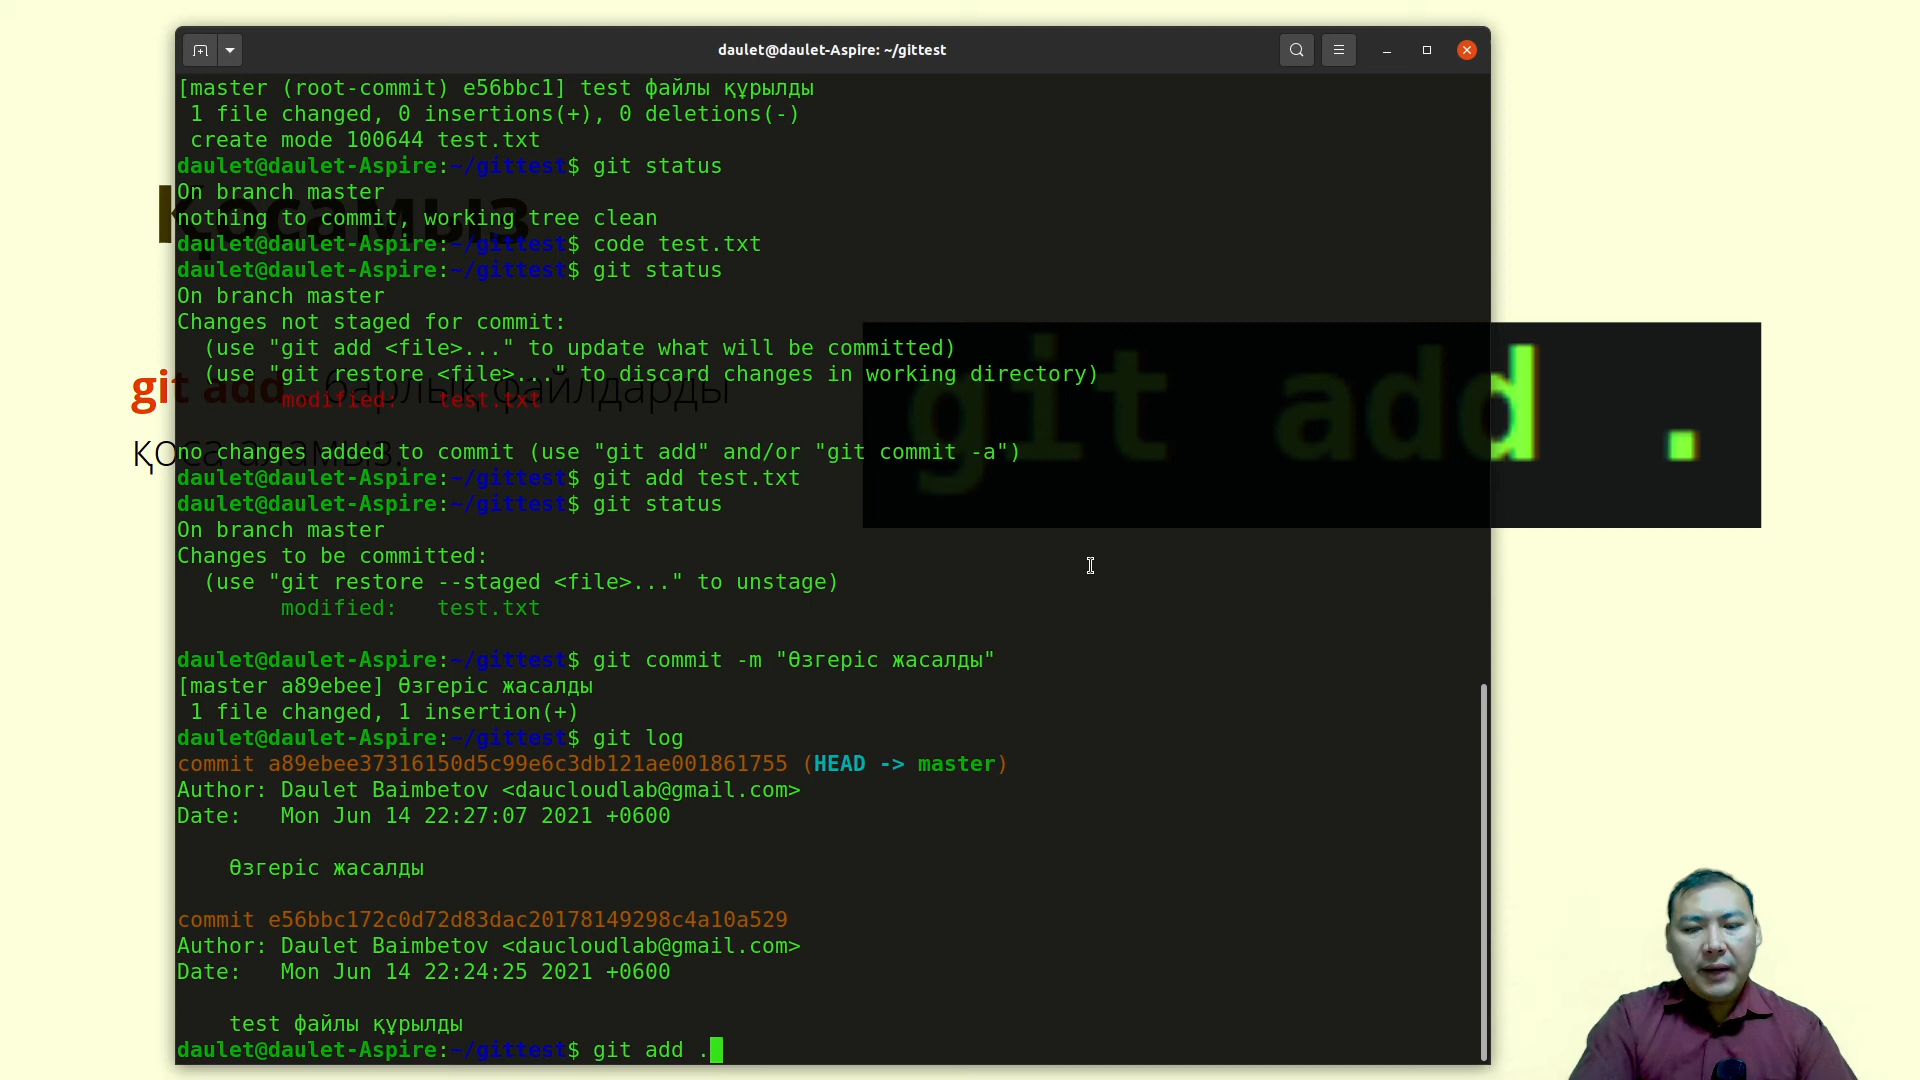 daulet@daulet-Aspire: ~/gittest
[master (root-commit) e56bbc1] test файлы құрылды
1 file changed, 0 insertions(+), 0 deletions(-)
create mode 100644 test.txt
daulet@daulet-Aspire:~/gittest$ git status
On branch master
nothing to commit, working tree clean
daulet@daulet-Aspire:~/gittest$ code test.txt
daulet@daulet-Aspire:~/gittest$ git status
On branch master
Changes not staged for commit:
(use "git add <file>..." to update what will be committed)
(use "git restore <file>..." to discard changes in working directory)
modified:   test.txt
no changes added to commit (use "git add" and/or "git commit -a")
daulet@daulet-Aspire:~/gittest$ git add test.txt
daulet@daulet-Aspire:~/gittest$ git status
On branch master
Changes to be committed:
(use "git restore --staged <file>..." to unstage)
modified:   test.txt
daulet@daulet-Aspire:~/gittest$ git commit -m "Өзгеріс жасалды"
[master a89ebee] Өзгеріс жасалды
1 file changed, 1 insertion(+)
daulet@daulet-Aspire:~/gittest$ git log
commit a89ebee37316150d5c99e6c3db121ae001861755 (HEAD -> master)
Author: Daulet Baimbetov <daucloudlab@gmail.com>
Date:   Mon Jun 14 22:27:07 2021 +0600
Өзгеріс жасалды
commit e56bbc172c0d72d83dac20178149298c4a10a529
Author: Daulet Baimbetov <daucloudlab@gmail.com>
Date:   Mon Jun 14 22:24:25 2021 +0600
test файлы құрылды
daulet@daulet-Aspire:~/gittest$ git add .
Қосамыз
git add . барлық файлдарды
қоса аламыз.
git add .